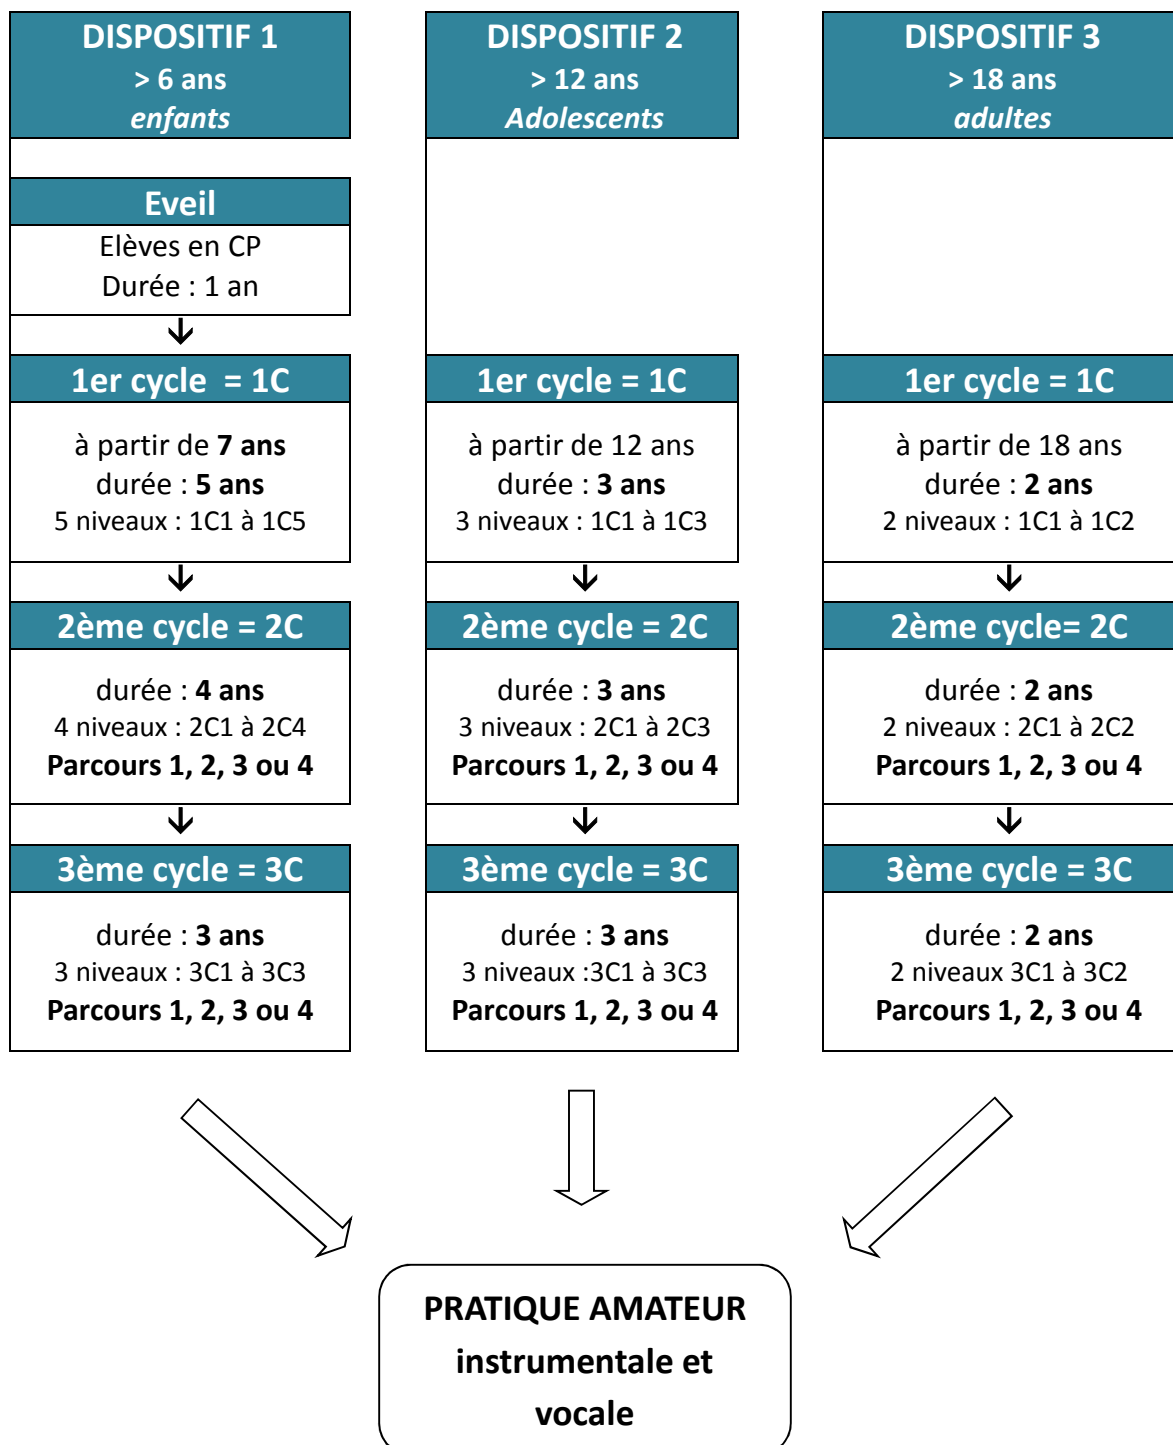 DISPOSITIF 1
> 6 ans
enfants
Eveil
Elèves en CP
Durée : 1 an
1er cycle = 1C
à partir de 7 ans
durée : 5 ans
5 niveaux : 1C1 à 1C5
2ème cycle = 2C
durée : 4 ans
4 niveaux : 2C1 à 2C4
Parcours 1, 2, 3 ou 4
3ème cycle = 3C
durée : 3 ans
3 niveaux : 3C1 à 3C3
Parcours 1, 2, 3 ou 4
DISPOSITIF 2
> 12 ans
Adolescents
1er cycle = 1C
à partir de 12 ans
durée : 3 ans
3 niveaux : 1C1 à 1C3
2ème cycle = 2C
durée : 3 ans
3 niveaux : 2C1 à 2C3
Parcours 1, 2, 3 ou 4
3ème cycle = 3C
durée : 3 ans
3 niveaux :3C1 à 3C3
Parcours 1, 2, 3 ou 4
DISPOSITIF 3
> 18 ans
adultes
1er cycle = 1C
à partir de 18 ans
durée : 2 ans
2 niveaux : 1C1 à 1C2
2ème cycle= 2C
durée : 2 ans
2 niveaux : 2C1 à 2C2
Parcours 1, 2, 3 ou 4
3ème cycle = 3C
durée : 2 ans
2 niveaux 3C1 à 3C2
Parcours 1, 2, 3 ou 4
PRATIQUE AMATEUR
instrumentale et
vocale